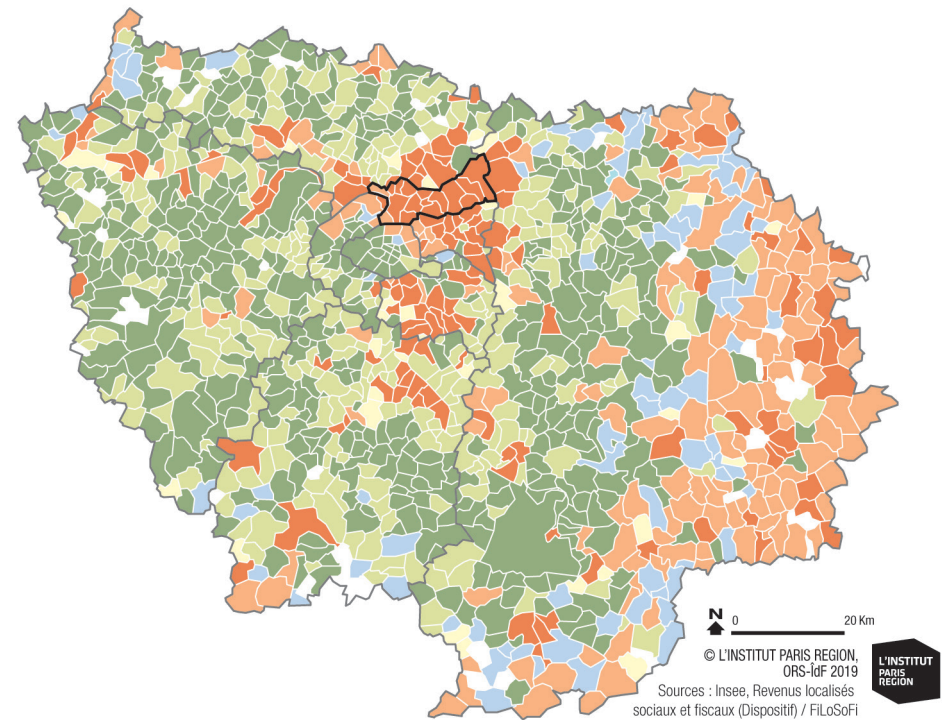 N
0 20 Km
© L'INSTITUT PARIS REGION,
ORS-ÎdF 2019
Sources : Insee, Revenus localisés
sociaux et fiscaux (Dispositif) / FiLoSoFi
L'INSTITUT
PARIS
REGION